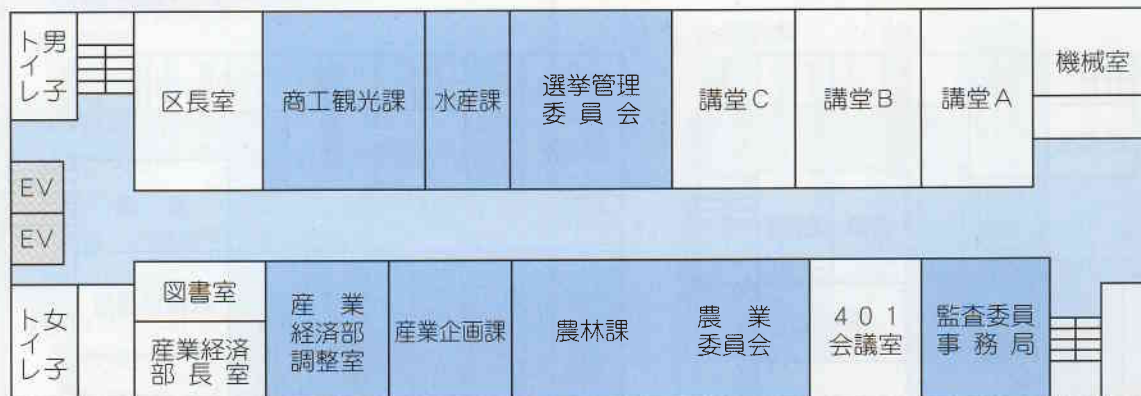 男子
トイレ
区長室
商工観光課
水産課
選挙管理
委員会
講堂C
講堂B
講堂A
機械室
EV
EV
女子
トイレ
図書室
産業経済
部長室
産業
経済部
調整室
産業企画課
農林課
農業
委員会
401
会議室
監査委員
事務局